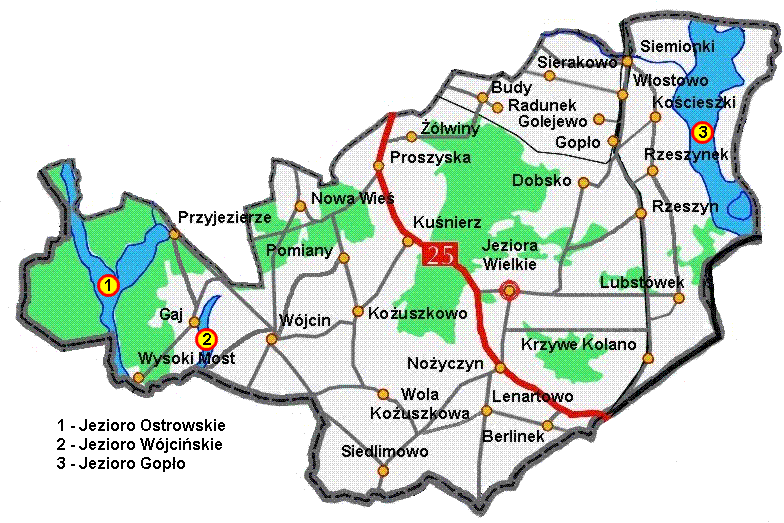 Siemionki
Sierakowo
Włostowo
Budy
Radunek
Kościeszki
Golejewo
Żółwiny
Gopło
3
Proszyska
Rzeszynek
Dobsko
Nowa Wieś
Rzeszyn
Przyjezierze
Kuśnierz
Pomiany
25
Jeziora
Wielkie
1
Lubstówek
Gaj
Wójcin
Kożuszkowo
2
Krzywe Kolano
Wysoki Most
Nożyczyn
Wola
Kożuszkowa
Lenartowo
Berlinek
Siedlimowo
1 - Jezioro Ostrowskie
2 - Jezioro Wójcińskie
3 - Jezioro Gopło